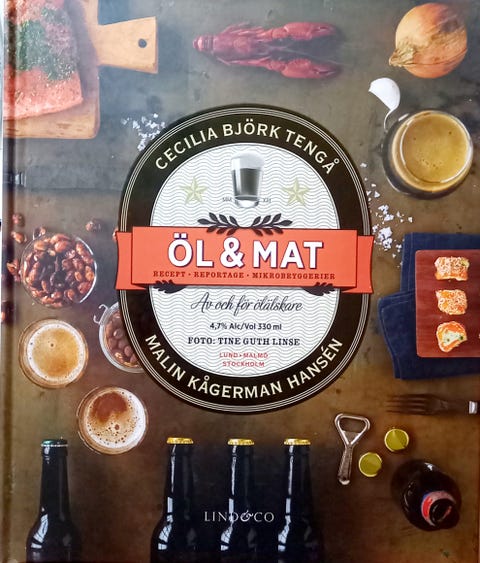 CECILIA BJÖRK TENGÅ
ÖL & MAT
RECEPT • REPORTAGE • MIKROBRYGGERIER
Av och för ölälskare
4,7% Alc/Vol 330 ml
FOTO: TINE GUTH LINSE
LUND • MALMÖ
STOCKHOLM
MALIN KÅGERMAN HANSÉN
LIND&CO